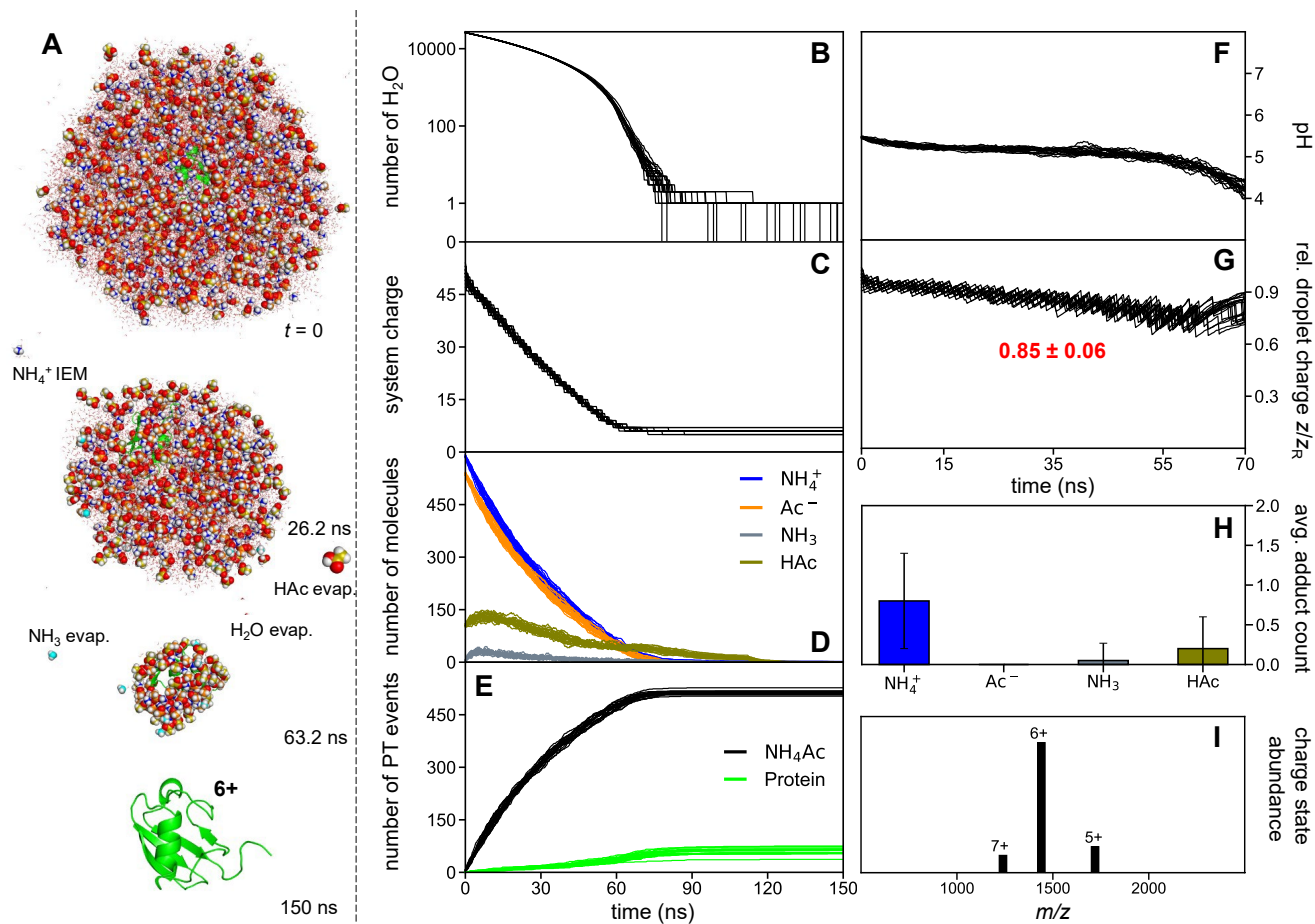 A
t = 0
NH₄⁺ IEM
26.2 ns
HAc evap.
H₂O evap.
NH₃ evap.
63.2 ns
6+
150 ns
B
number of H₂O
10000
100
1
0
C
system charge
45
30
15
0
D
number of molecules
450
300
150
0
NH₄⁺
Ac⁻
NH₃
HAc
E
number of PT events
450
300
150
0
NH₄Ac
Protein
0 30 60 90 120 150
time (ns)
F
pH
7
6
5
4
G
rel. droplet charge z/zR
0.9
0.6
0.3
0.85 ± 0.06
0 15 35 55 70
time (ns)
H
avg. adduct count
2.0
1.5
1.0
0.5
0.0
NH₄⁺ Ac⁻ NH₃ HAc
I
charge state
abundance
7+
6+
5+
1000 1400 2000
m/z